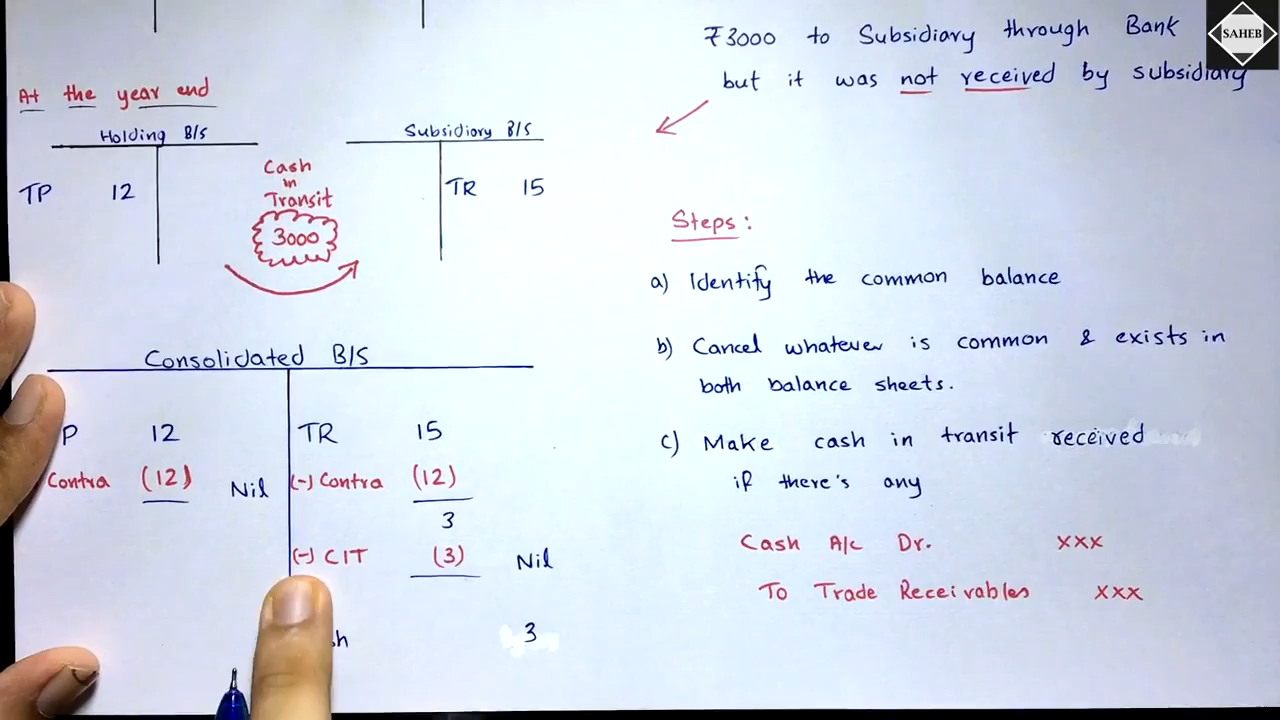 ₹3000 to Subsidiary through Bank
but it was not received by subsidiary
SAHEB
At the year end
Holding B/S
Subsidiory B/S
TP 12
Cash
in
Transit
3000
TR 15
Steps:
a) Identify the common balance
b) Cancel whatever is common & exists in
both balance sheets.
c) Make cash in transit received
if there's any
Cash A/c Dr. xxx
To Trade Receivables xxx
Consolidated B/S
P 12
Contra (12) Nil
TR 15
(-) Contra (12)
3
(-) CIT (3) Nil
3